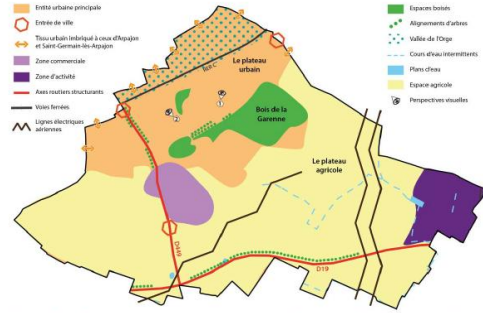 Entité urbaine principale
Entrée de ville
Tissu urbain imbriqué à ceux d'Arpajon
et Saint-Germain-lès-Arpajon
Zone commerciale
Zone d'activité
Axes routiers structurants
Voies ferrées
Lignes électriques
aériennes
Espaces boisés
Alignements d'arbres
Vallée de l'Orge
Cours d'eau intermittents
Plans d'eau
Espace agricole
Perspectives visuelles
RER C
Le plateau
urbain
1
2
Bois de la
Garenne
Le plateau
agricole
D449
D19